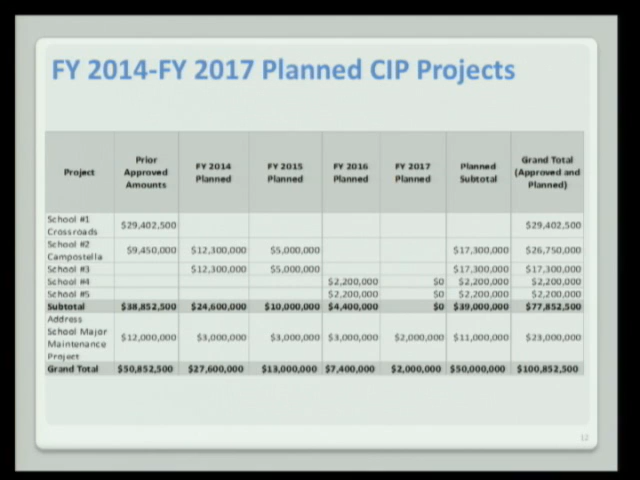 FY 2014-FY 2017 Planned CIP Projects
Project Prior Approved Amounts FY 2014 Planned FY 2015 Planned FY 2016 Planned FY 2017 Planned Planned Subtotal Grand Total (Approved and Planned)
School #1 Crossroads $29,402,500 $29,402,500
School #2 Campostella $9,450,000 $12,300,000 $5,000,000 $17,300,000 $26,750,000
School #3 $12,300,000 $5,000,000 $17,300,000 $17,300,000
School #4 $2,200,000 $0 $2,200,000 $2,200,000
School #5 $2,200,000 $0 $2,200,000 $2,200,000
Subtotal $38,852,500 $24,600,000 $10,000,000 $4,400,000 $0 $39,000,000 $77,852,500
Address School Major Maintenance Project $12,000,000 $3,000,000 $3,000,000 $3,000,000 $2,000,000 $11,000,000 $23,000,000
Grand Total $50,852,500 $27,600,000 $13,000,000 $7,400,000 $2,000,000 $50,000,000 $100,852,500
12